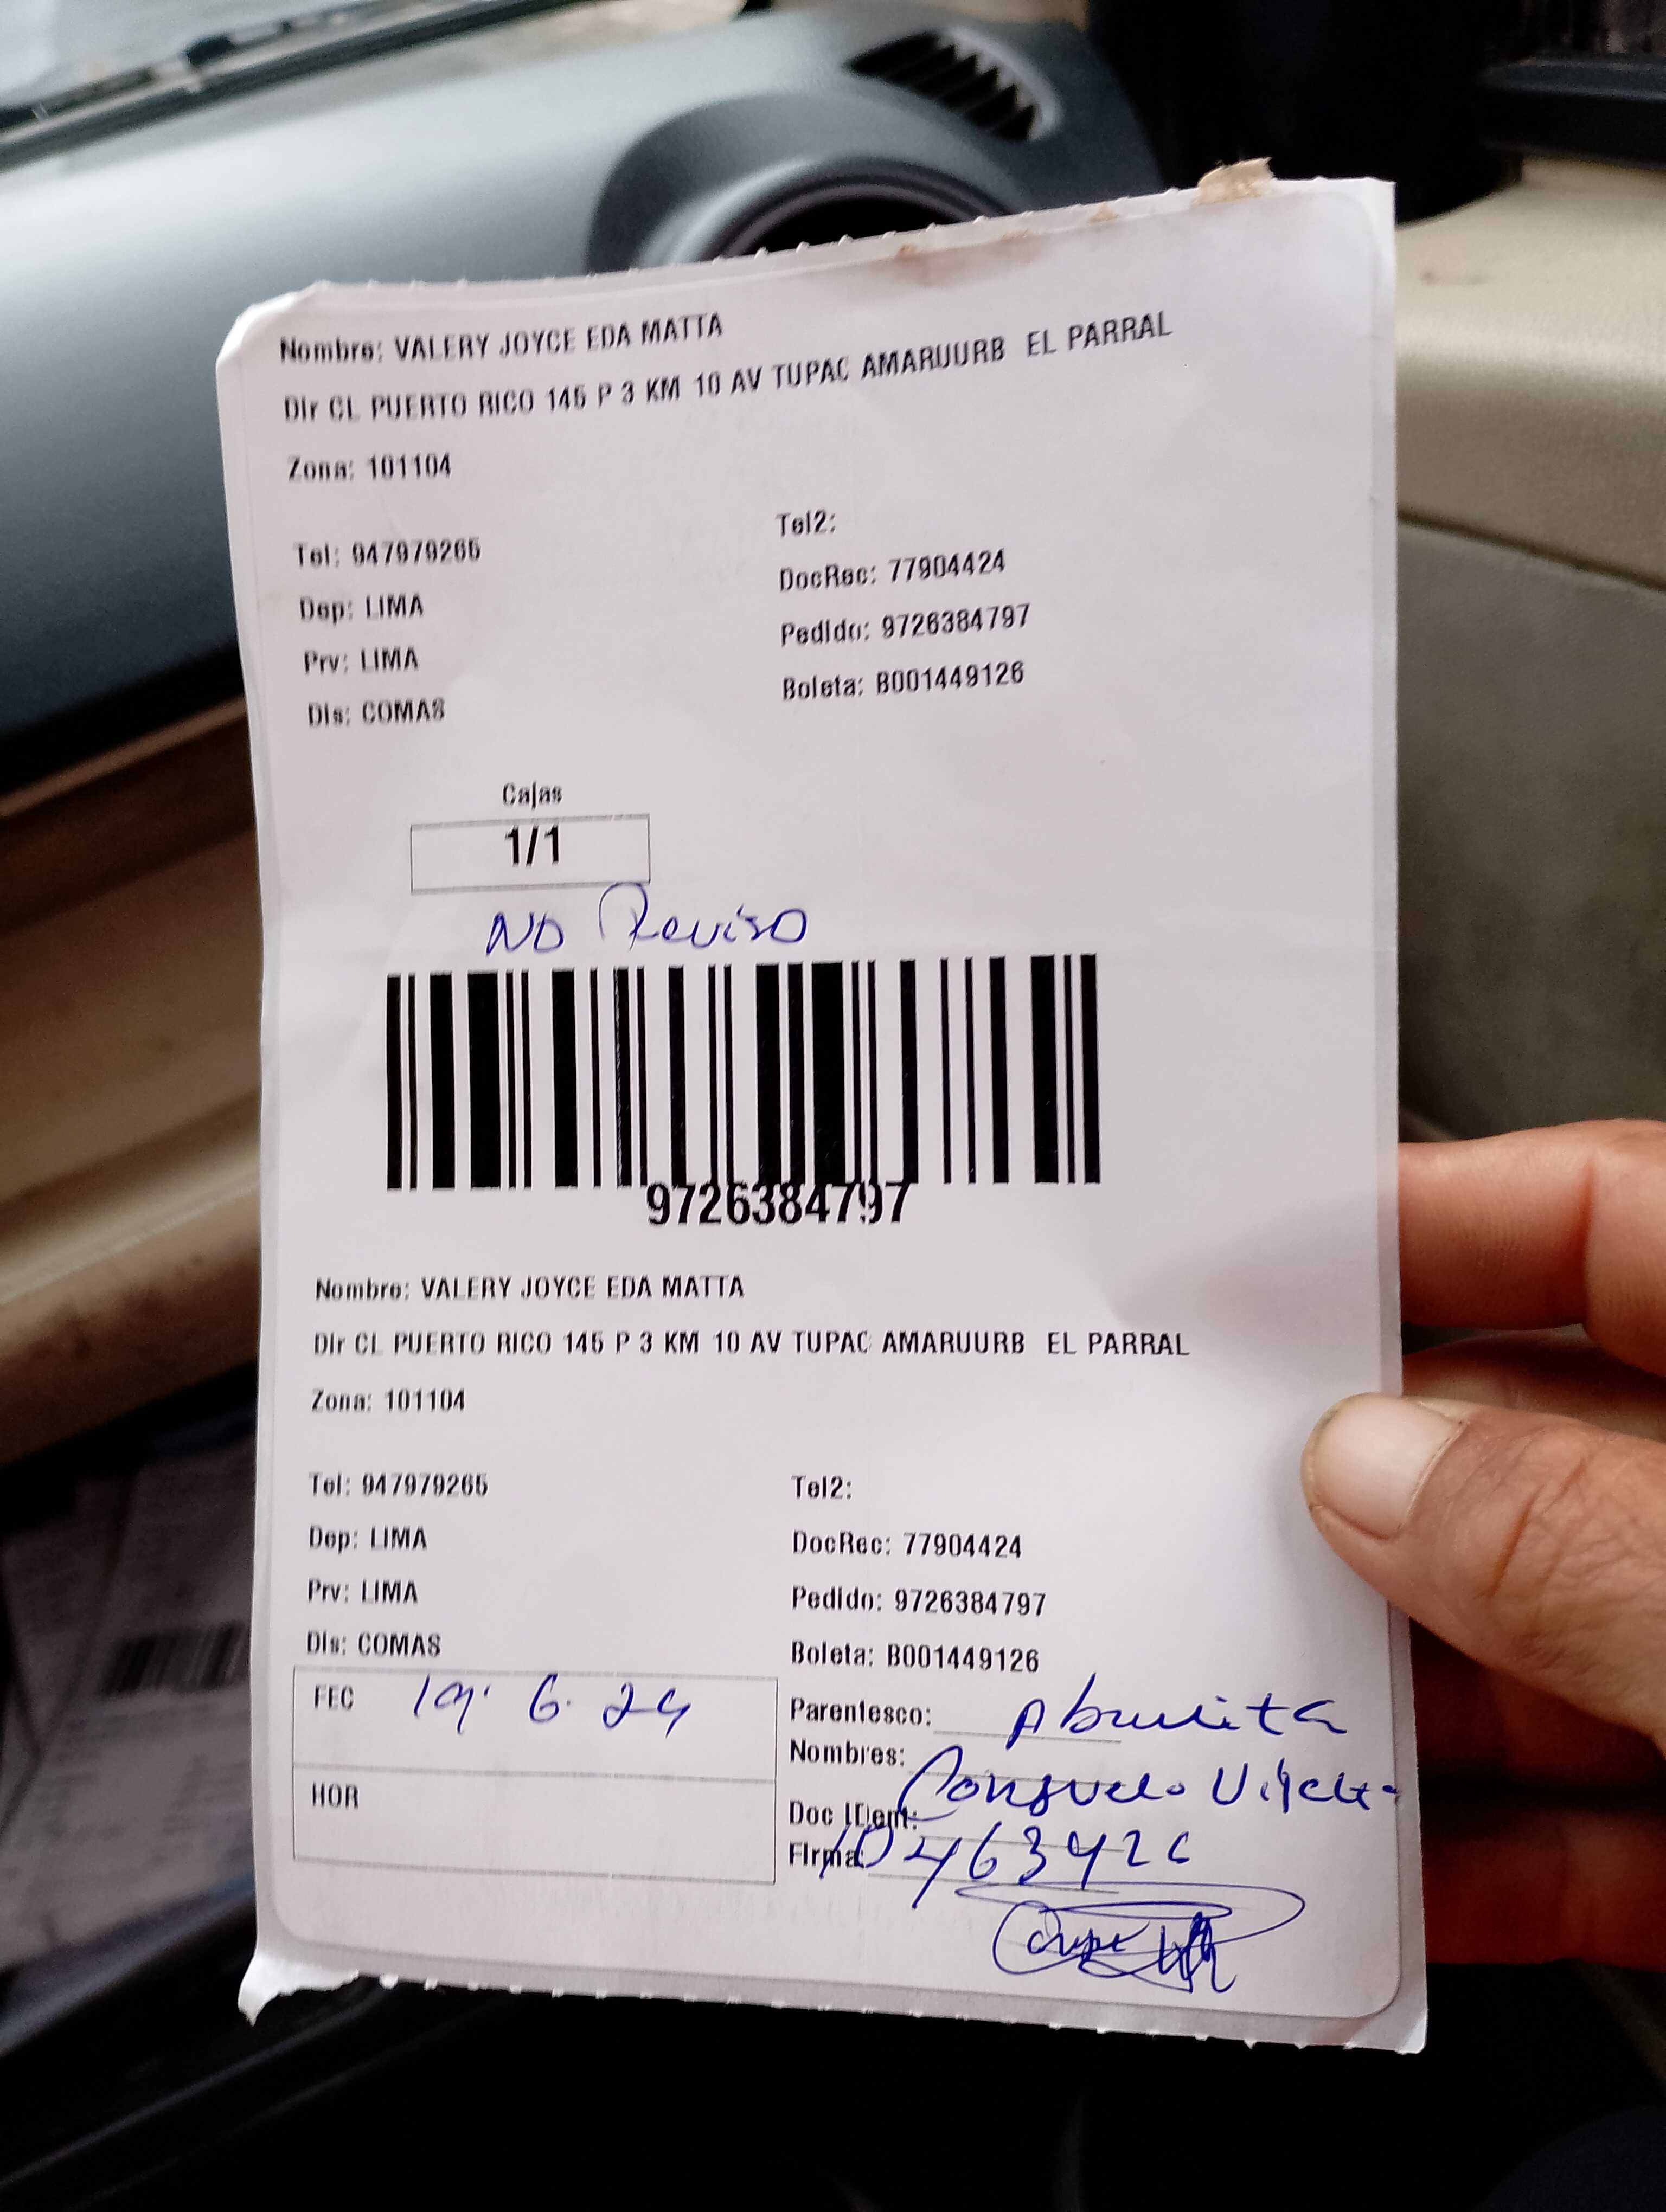 Nombre: VALERY JOYCE EDA MATTA
Dir CL PUERTO RICO 145 P 3 KM 10 AV TUPAC AMARUURB EL PARRAL
Zona: 101104
Tel: 947979265
Tel2:
Dep: LIMA
DocRec: 77904424
Prv: LIMA
Pedido: 9726384797
Dis: COMAS
Boleta: B001449126
Cajas
1/1
NO Reviso
9726384797
Nombre: VALERY JOYCE EDA MATTA
Dir CL PUERTO RICO 145 P 3 KM 10 AV TUPAC AMARUURB EL PARRAL
Zona: 101104
Tel: 947979265
Tel2:
Dep: LIMA
DocRec: 77904424
Prv: LIMA
Pedido: 9726384797
Dis: COMAS
Boleta: B001449126
FEC 19. 6. 24
Parentesco: Abuelita
Nombres: Consuelo
Doc IDent:
HOR
Firma: